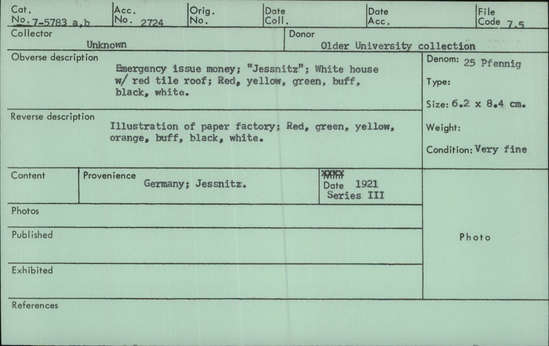 Cat. No. 7-5783 a,b Acc. No. 2724 Orig. No. Date Coll. Date Acc. File Code 7.5
Collector Unknown Donor Older University collection
Obverse description Emergency issue money; "Jessnitz"; White house
w/ red tile roof; Red, yellow, green, buff,
black, white.
Denom: 25 Pfennig
Type:
Size: 6.2 x 8.4 cm.
Reverse description Illustration of paper factory; Red, green, yellow,
orange, buff, black, white.
Weight:
Condition: Very fine
Content Provenience Germany; Jessnitz. Date 1921
Series III
Photos
Published
Photo
Exhibited
References